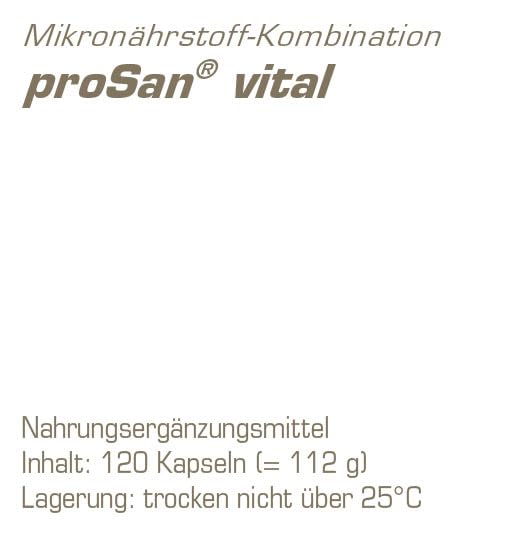 Mikronährstoff-Kombination
proSan® vital
Nahrungsergänzungsmittel
Inhalt: 120 Kapseln (= 112 g)
Lagerung: trocken nicht über 25°C